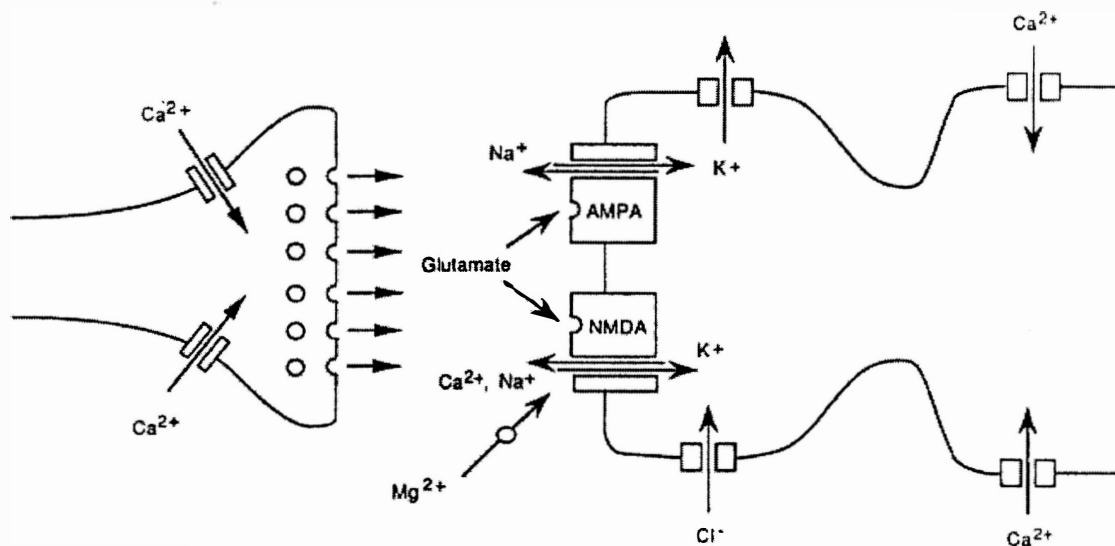 Ca2+
Ca2+
Na+
K+
AMPA
Glutamate
NMDA
K+
Ca2+, Na+
Ca2+
Mg2+
Cl-
Ca2+